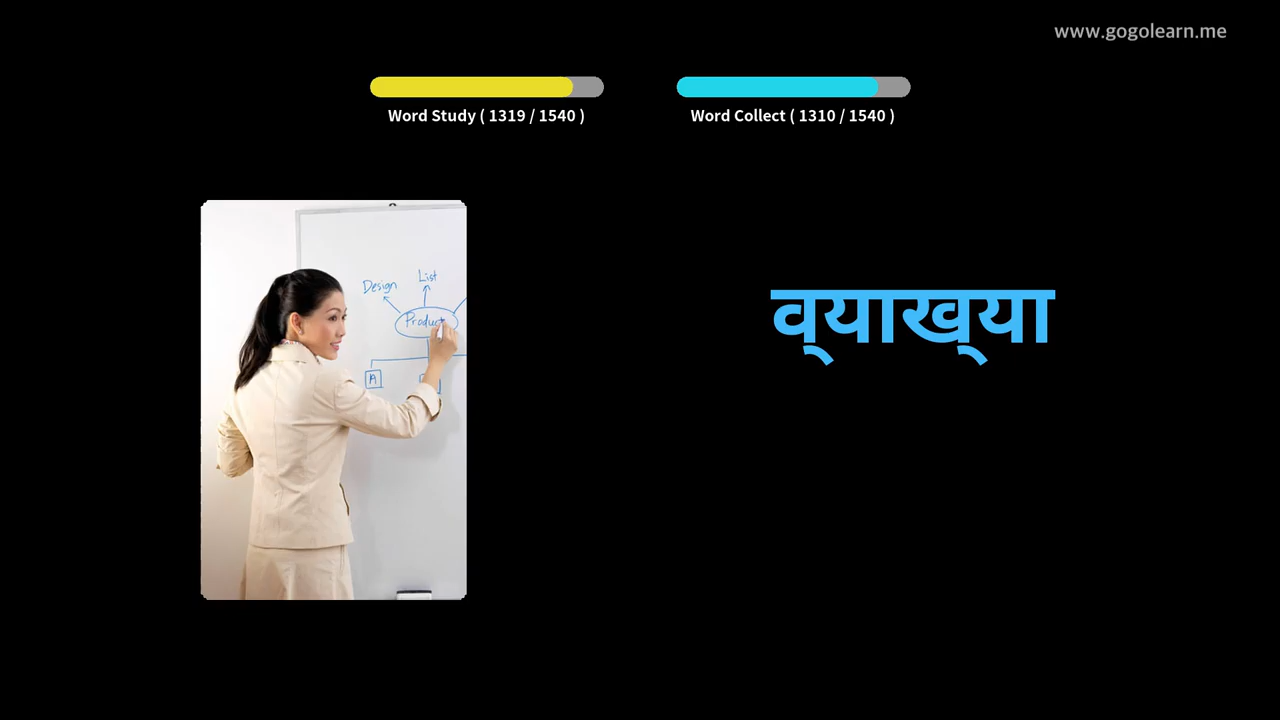 www.gogolearn.me
Word Study ( 1319 / 1540 )
Word Collect ( 1310 / 1540 )
व्याख्या
Design
List
Product
A